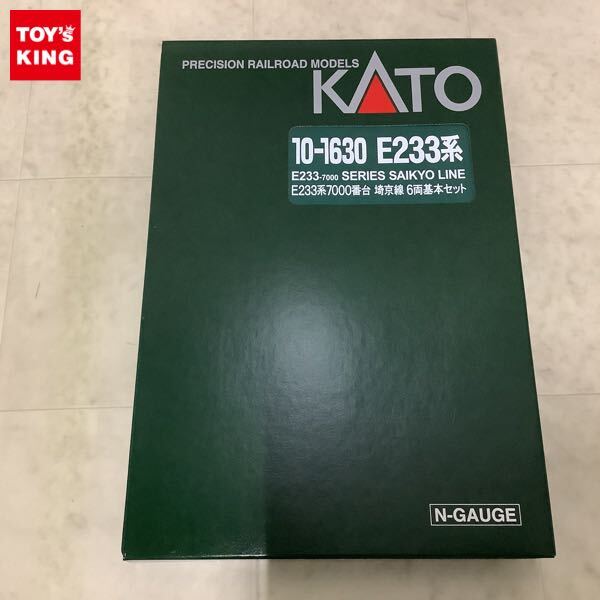 TOY's
KING
PRECISION RAILROAD MODELS
KATO
10-1630 E233系
E233-7000 SERIES SAIKYO LINE
E233系7000番台 埼京線 6両基本セット
N-GAUGE